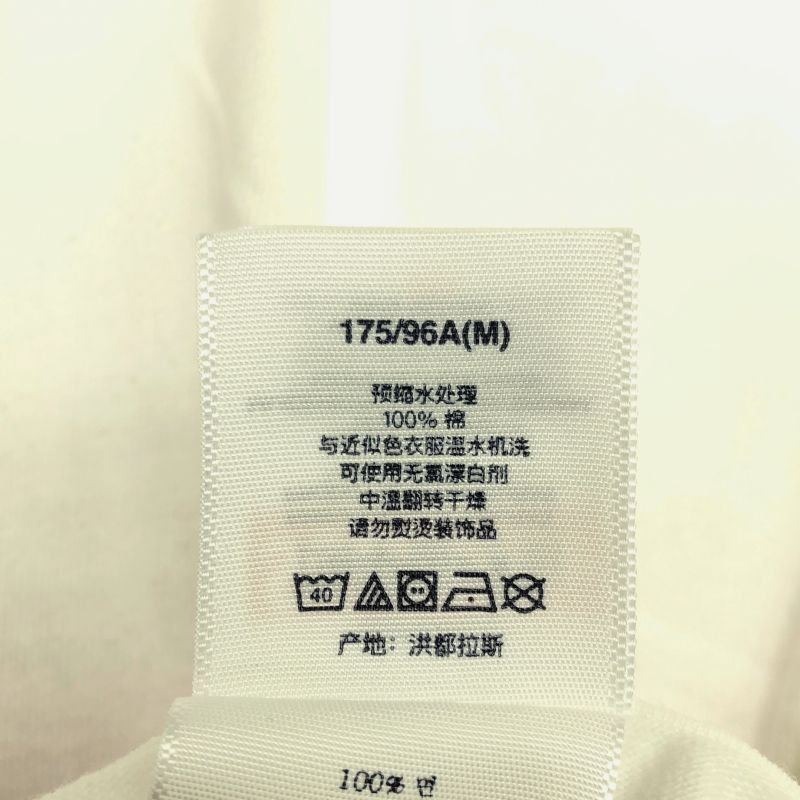 175/96A(M)
预缩水处理
100% 棉
与近似色衣服温水机洗
可使用无氯漂白剂
中温翻转干燥
请勿熨烫装饰品
40
产地：洪都拉斯
100% 면